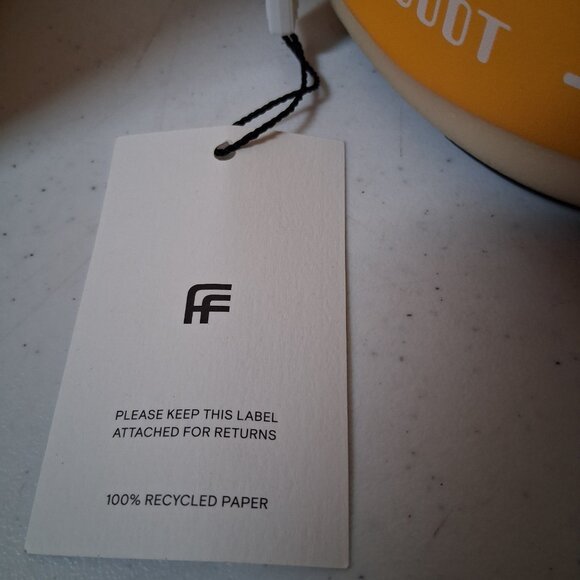 FF
PLEASE KEEP THIS LABEL
ATTACHED FOR RETURNS
100% RECYCLED PAPER